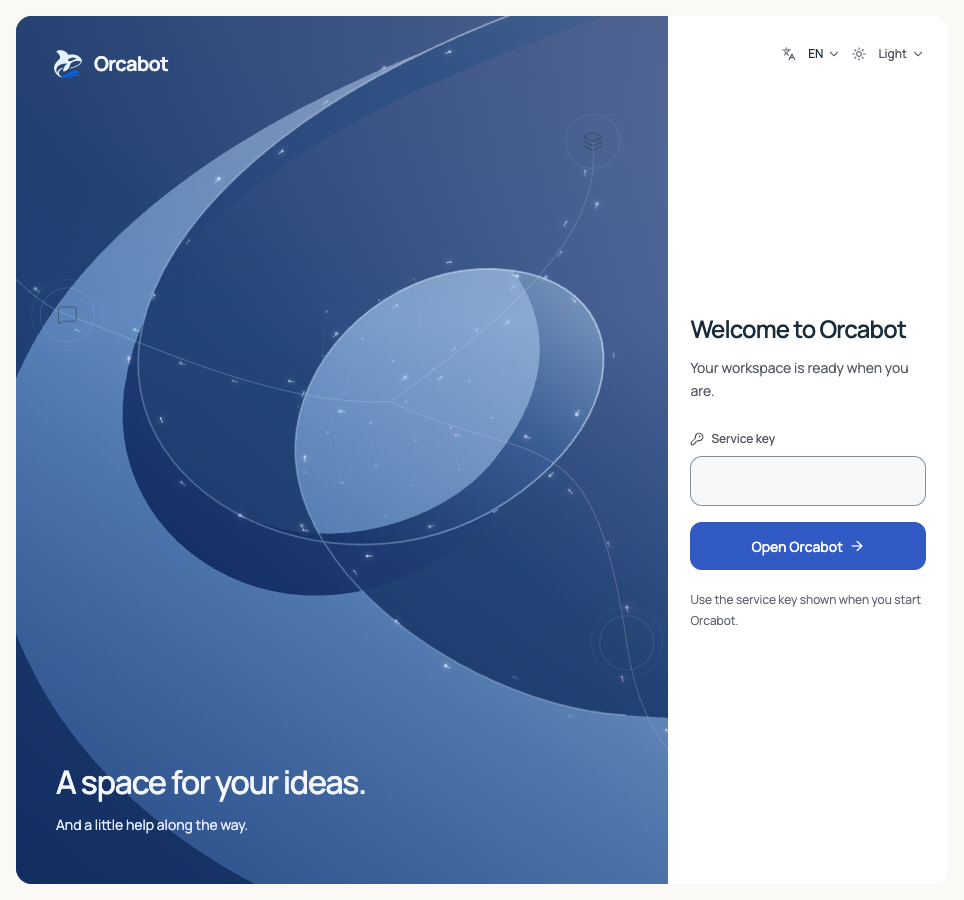 Orcabot
EN
Light
Welcome to Orcabot
Your workspace is ready when you
are.
Service key
Open Orcabot
Use the service key shown when you start
Orcabot.
A space for your ideas.
And a little help along the way.